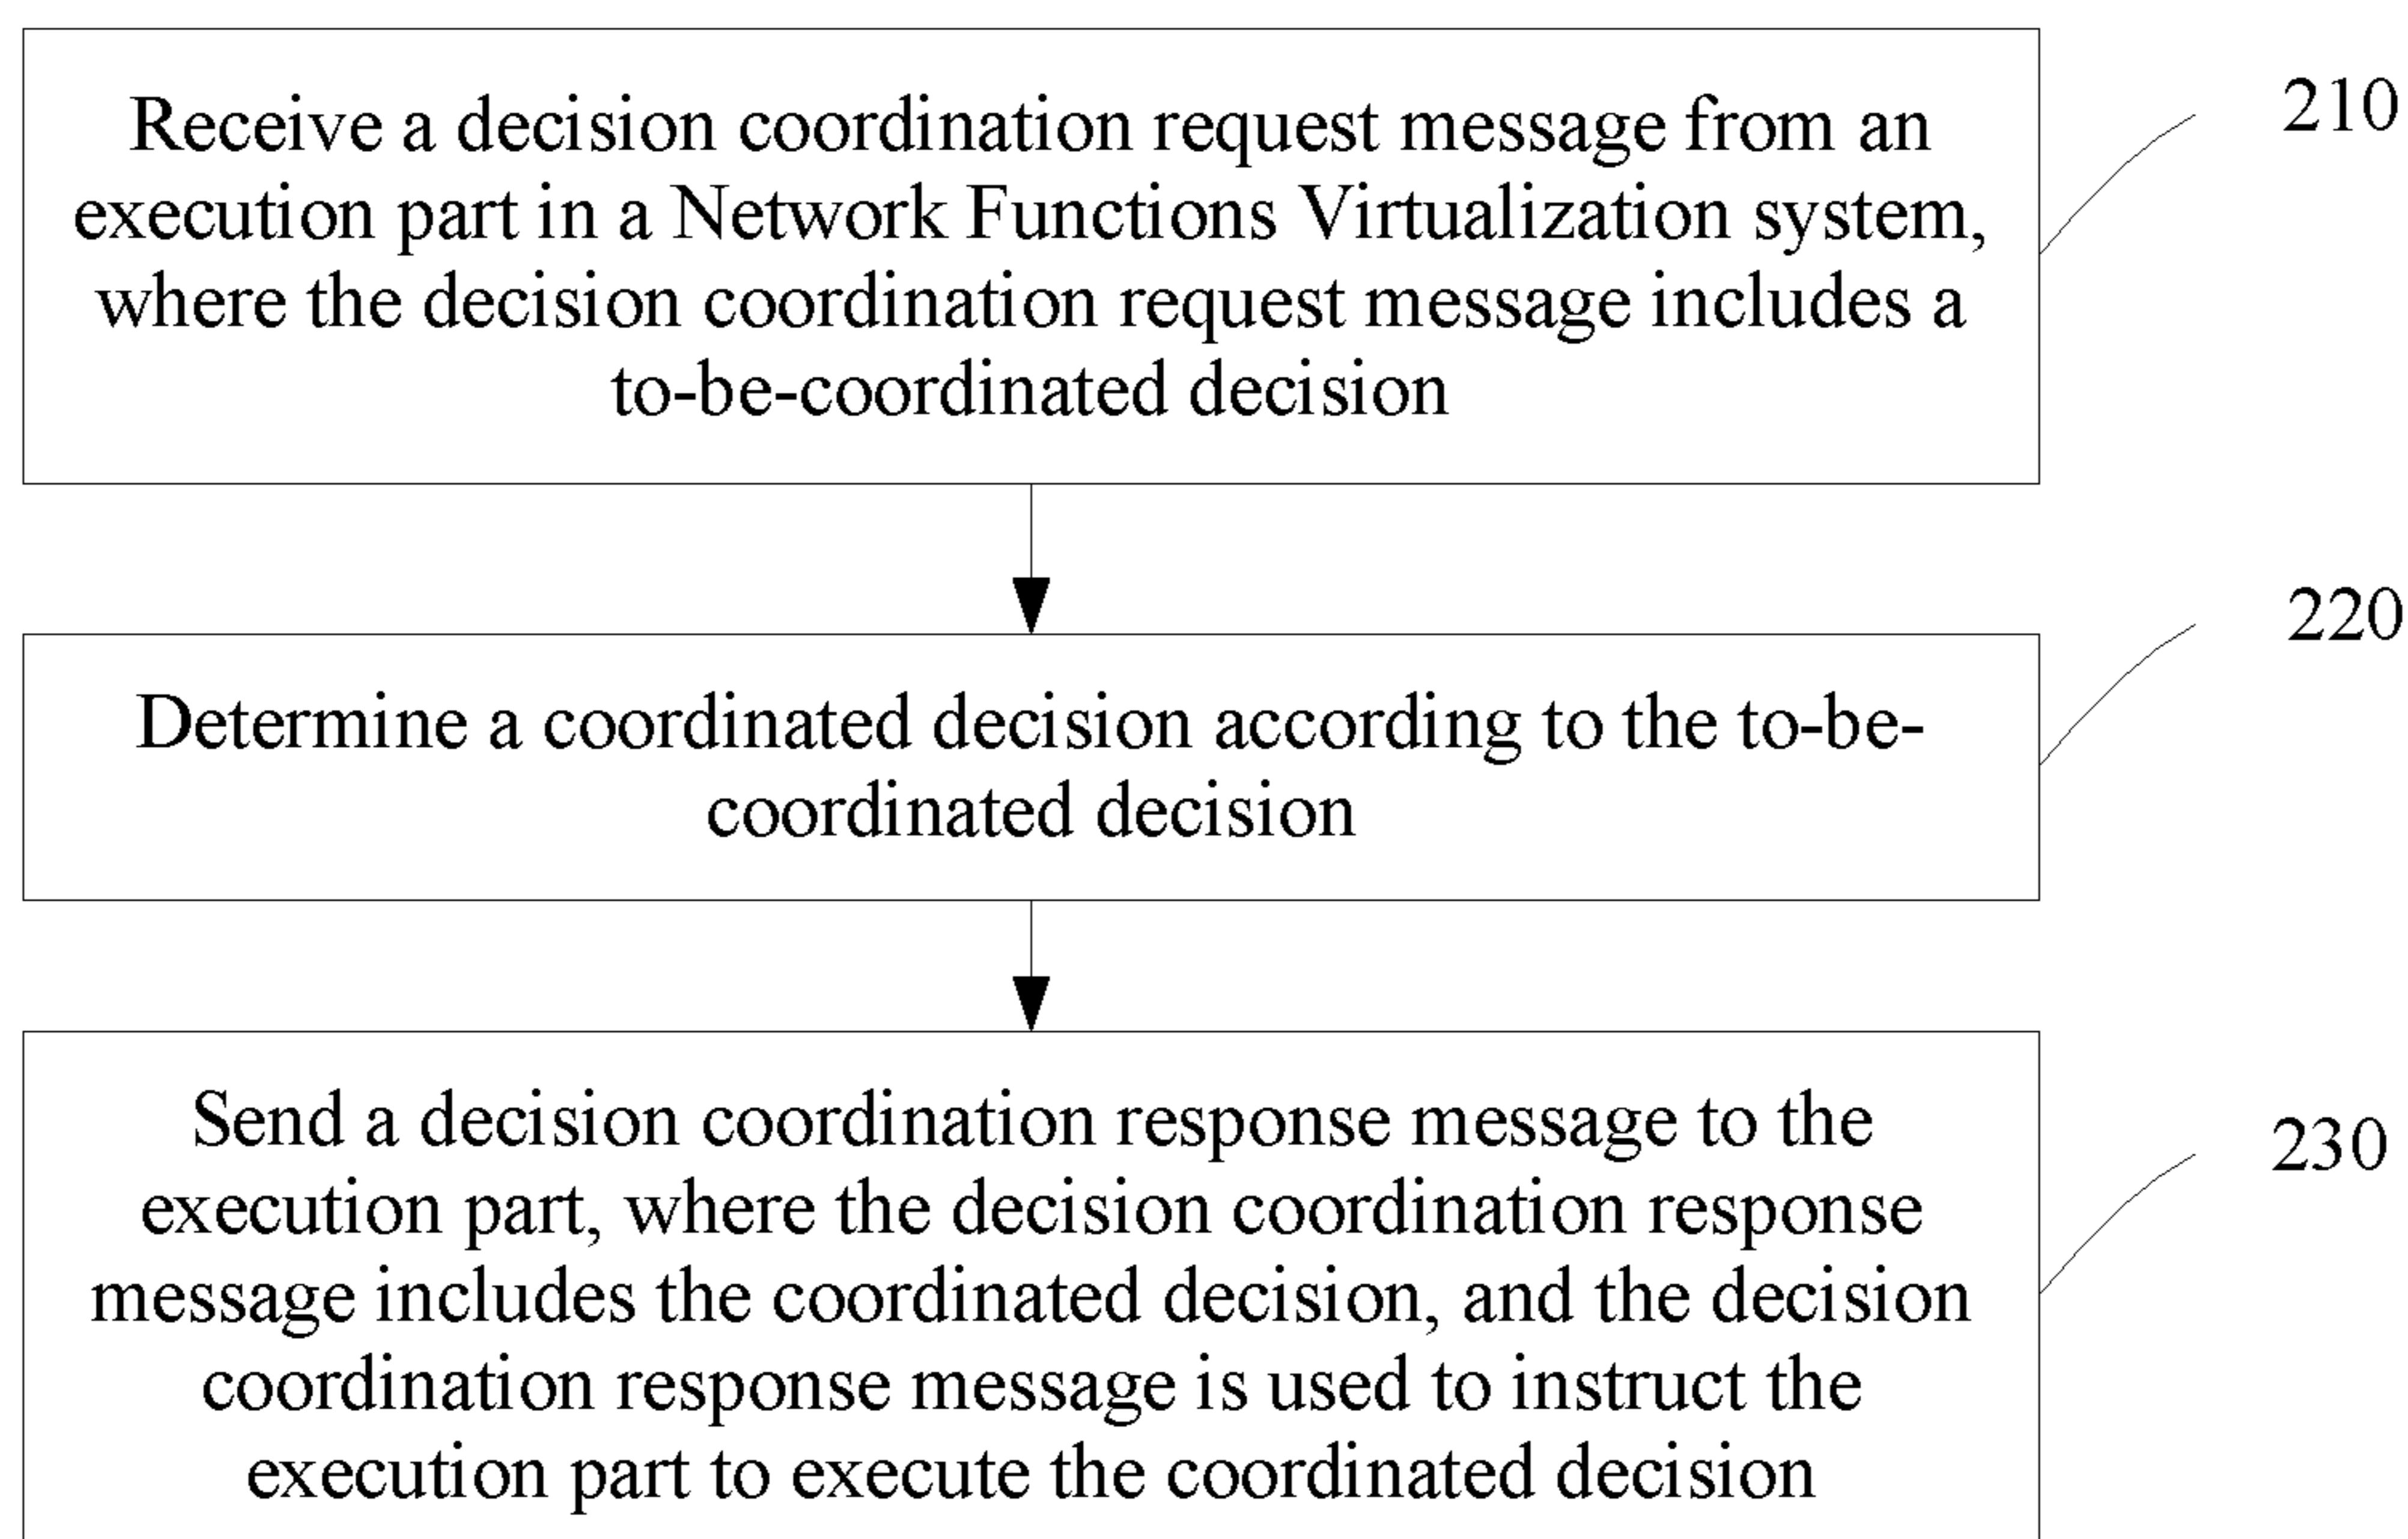 Receive a decision coordination request message from an
execution part in a Network Functions Virtualization system,
where the decision coordination request message includes a
to-be-coordinated decision
210
Determine a coordinated decision according to the to-be-
coordinated decision
220
Send a decision coordination response message to the
execution part, where the decision coordination response
message includes the coordinated decision, and the decision
coordination response message is used to instruct the
execution part to execute the coordinated decision
230